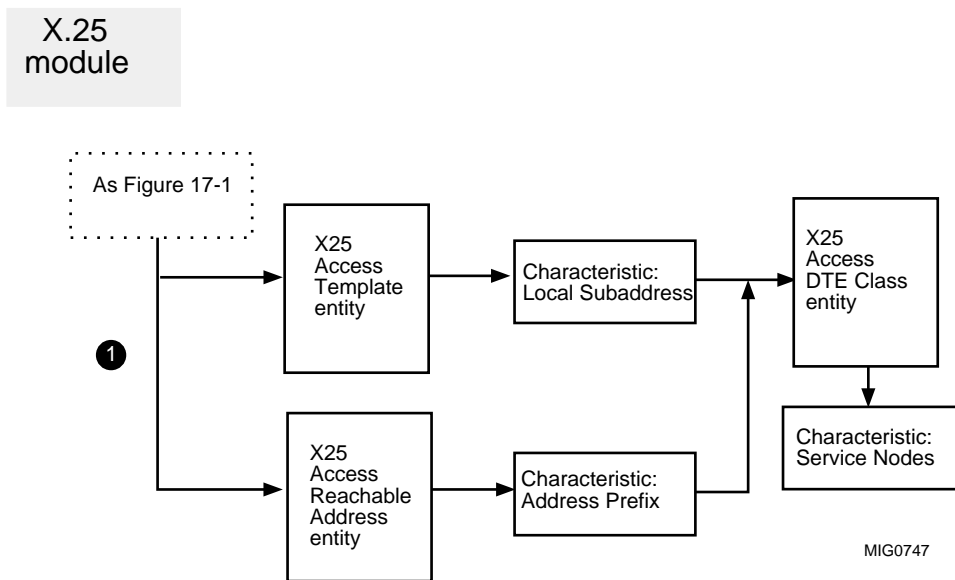 X.25
module
As Figure 17-1
X25
Access
Template
entity
Characteristic:
Local Subaddress
X25
Access
DTE Class
entity
1
X25
Access
Reachable
Address
entity
Characteristic:
Address Prefix
Characteristic:
Service Nodes
MIG0747